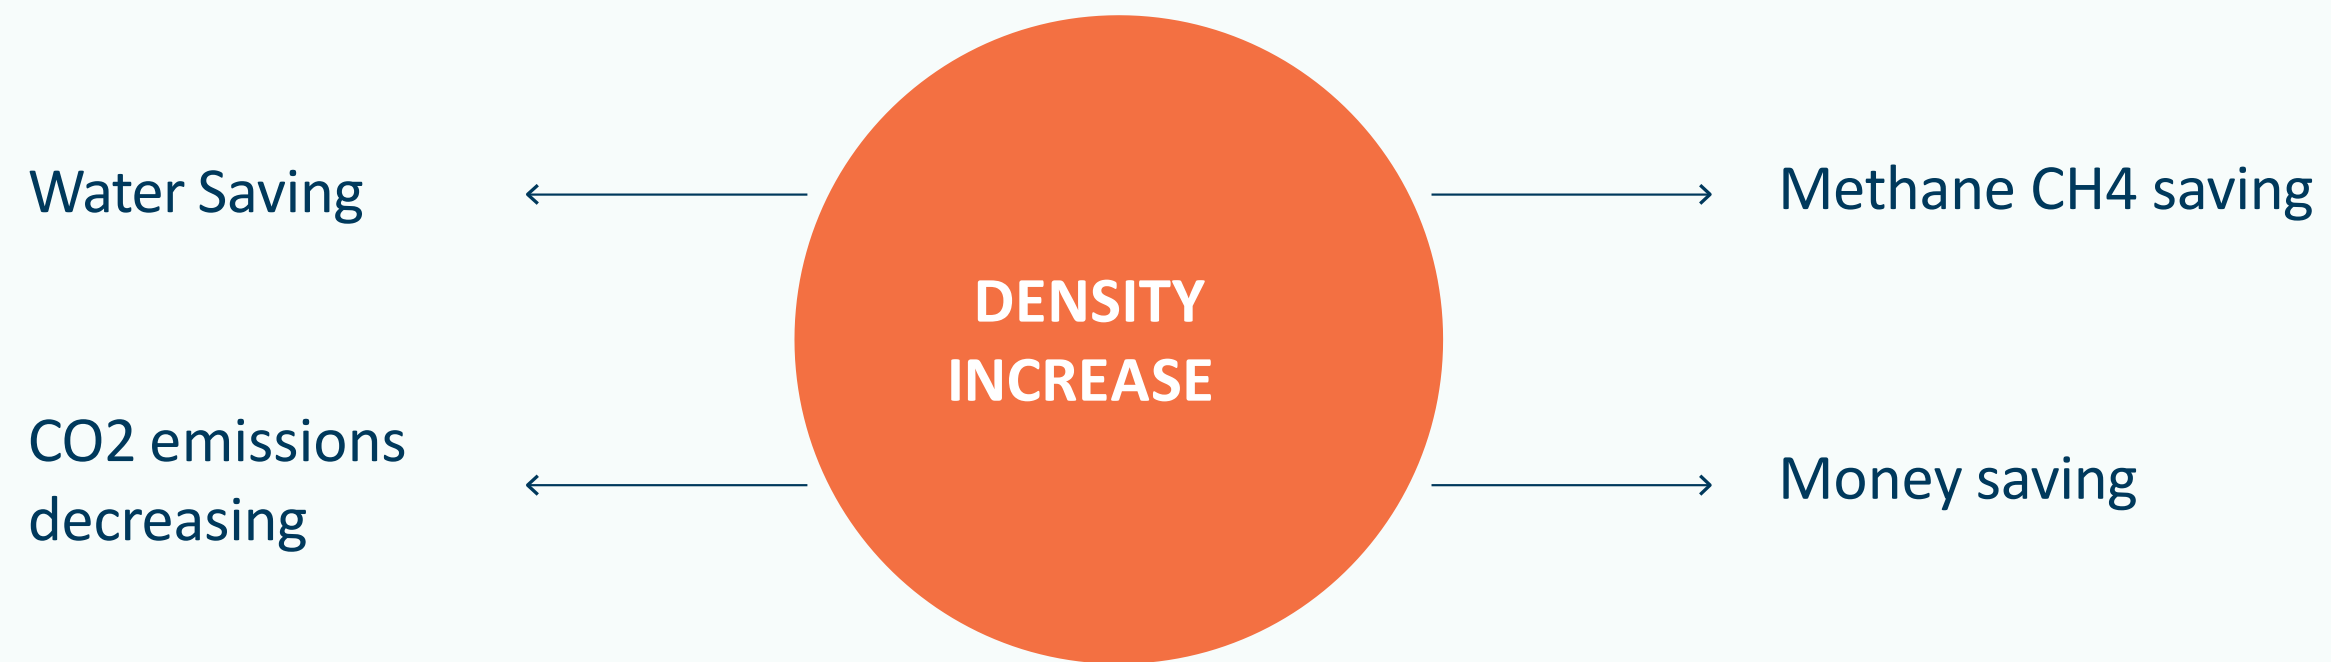 Water Saving
CO2 emissions
decreasing
DENSITY
INCREASE
Methane CH4 saving
Money saving